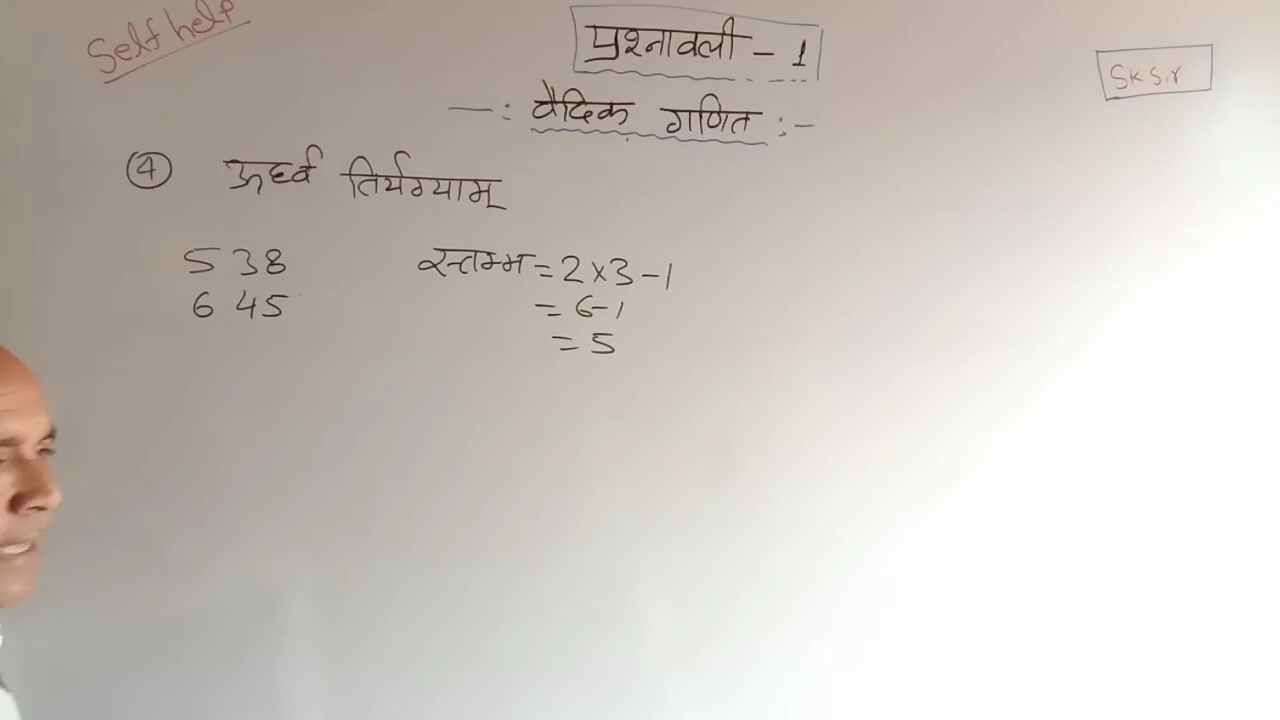 Self help
प्रश्नावली - 1
SK Sir
—: वैदिक गणित :—
④ ऊर्ध्व तिर्यग्याम्
538
645
स्तम्भ = 2×3-1
= 6-1
= 5